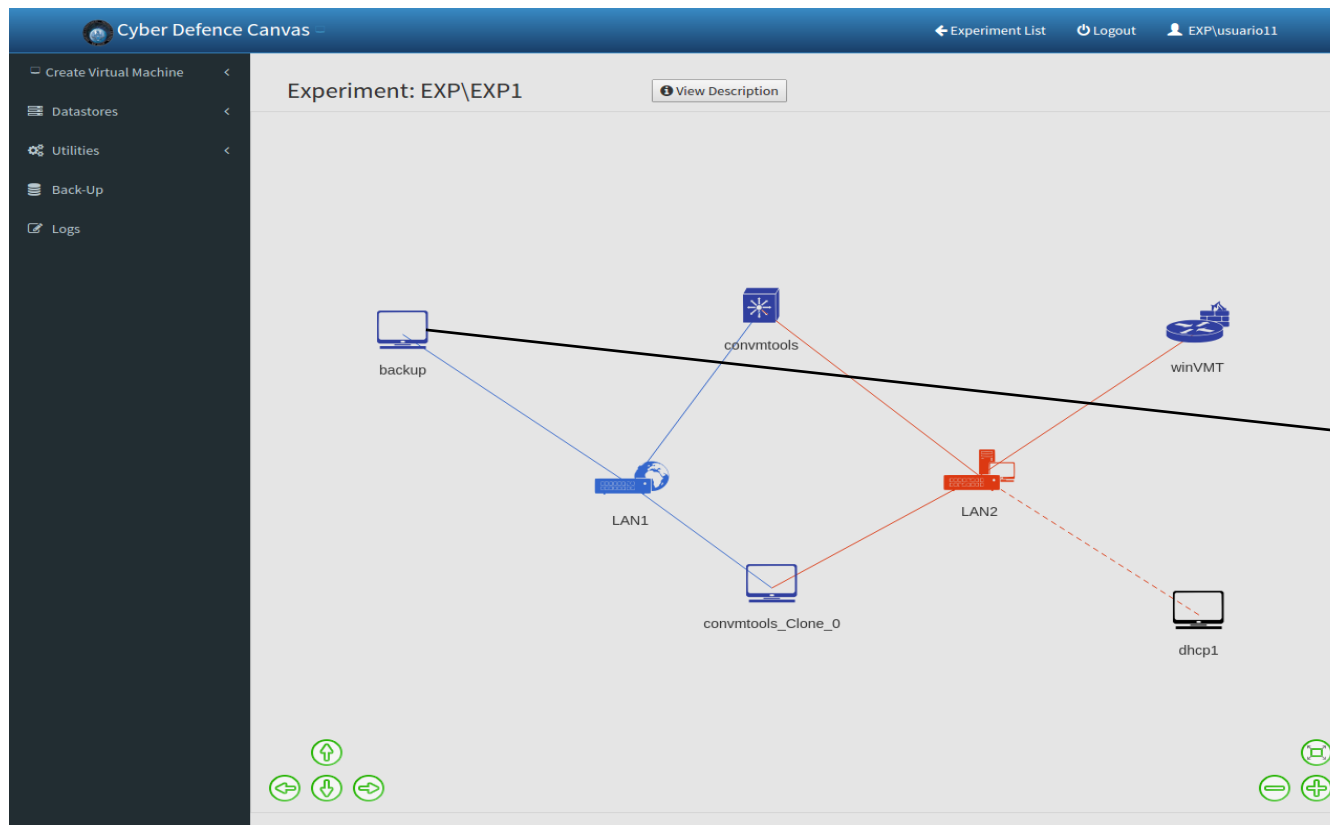 Cyber Defence Canvas
Experiment List
Logout
EXP\usuario11
Create Virtual Machine
Datastores
Utilities
Back-Up
Logs
Experiment: EXP\EXP1
View Description
convmtools
backup
winVMT
LAN1
LAN2
convmtools_Clone_0
dhcp1